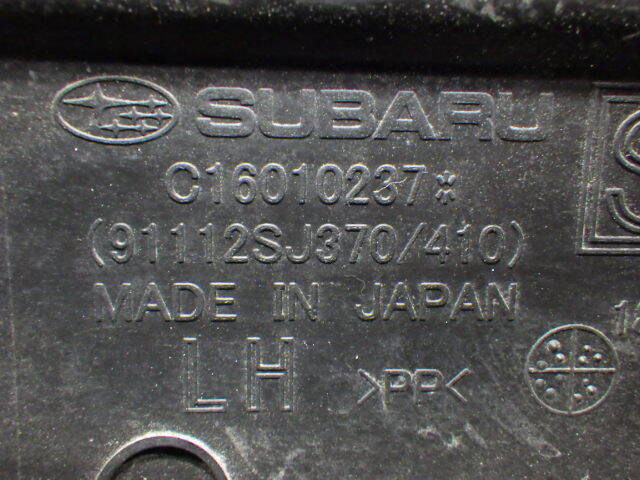 SUBARU
C16010237*
(91112SJ370/410)
MADE IN JAPAN
LH >PP<